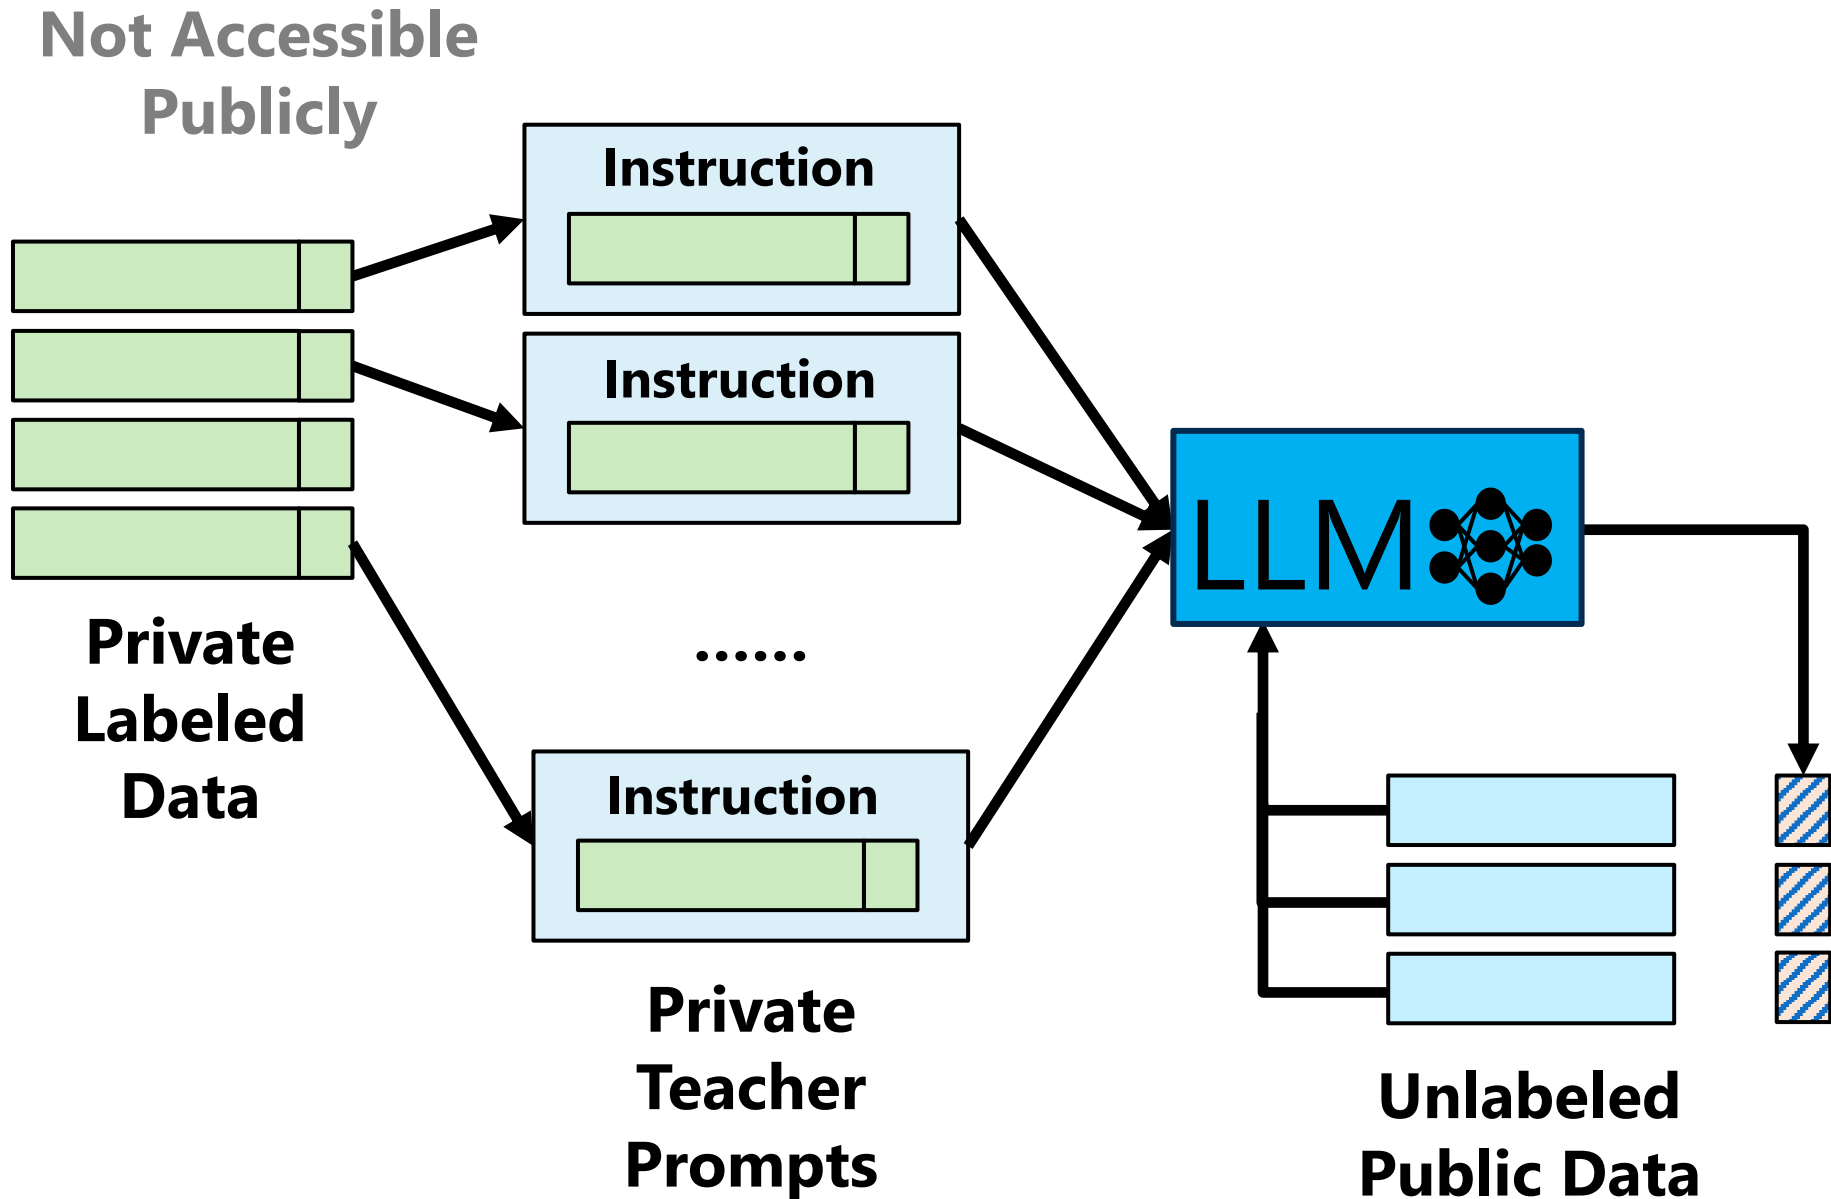 Not Accessible
Publicly
Instruction
Instruction
......
Instruction
Private
Labeled
Data
Private
Teacher
Prompts
LLM
Unlabeled
Public Data